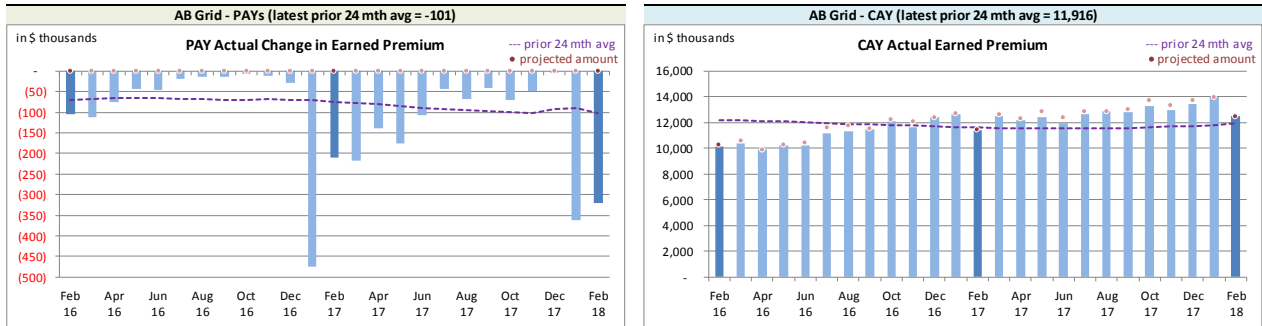 AB Grid - PAYs (latest prior 24 mth avg = -101)
in $ thousands
PAY Actual Change in Earned Premium
--- prior 24 mth avg
projected amount
-
(50)
(100)
(150)
(200)
(250)
(300)
(350)
(400)
(450)
(500)
Feb Apr Jun Aug Oct Dec Feb Apr Jun Aug Oct Dec Feb
16 16 16 16 16 16 17 17 17 17 17 17 18
AB Grid - CAY (latest prior 24 mth avg = 11,916)
in $ thousands
CAY Actual Earned Premium
--- prior 24 mth avg
projected amount
16,000
14,000
12,000
10,000
8,000
6,000
4,000
2,000
-
Feb Apr Jun Aug Oct Dec Feb Apr Jun Aug Oct Dec Feb
16 16 16 16 16 16 17 17 17 17 17 17 18